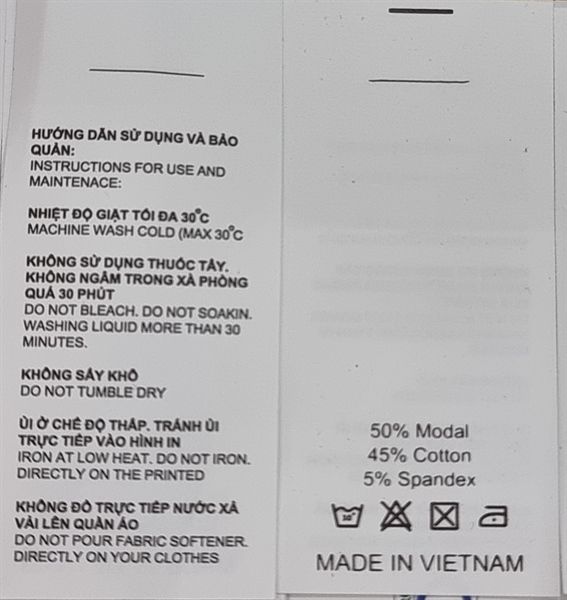 HƯỚNG DẪN SỬ DỤNG VÀ BẢO
QUẢN:
INSTRUCTIONS FOR USE AND
MAINTENACE:
NHIỆT ĐỘ GIẶT TỐI ĐA 30°C
MACHINE WASH COLD (MAX 30°C
KHÔNG SỬ DỤNG THUỐC TẨY.
KHÔNG NGÂM TRONG XÀ PHÒNG
QUÁ 30 PHÚT
DO NOT BLEACH. DO NOT SOAKIN.
WASHING LIQUID MORE THAN 30
MINUTES.
KHÔNG SẤY KHÔ
DO NOT TUMBLE DRY
ỦI Ở CHẾ ĐỘ THẤP. TRÁNH ỦI
TRỰC TIẾP VÀO HÌNH IN
IRON AT LOW HEAT. DO NOT IRON.
DIRECTLY ON THE PRINTED
KHÔNG ĐỔ TRỰC TIẾP NƯỚC XẢ
VẢI LÊN QUẦN ÁO
DO NOT POUR FABRIC SOFTENER.
DIRECTLY ON YOUR CLOTHES
50% Modal
45% Cotton
5% Spandex
30°
MADE IN VIETNAM